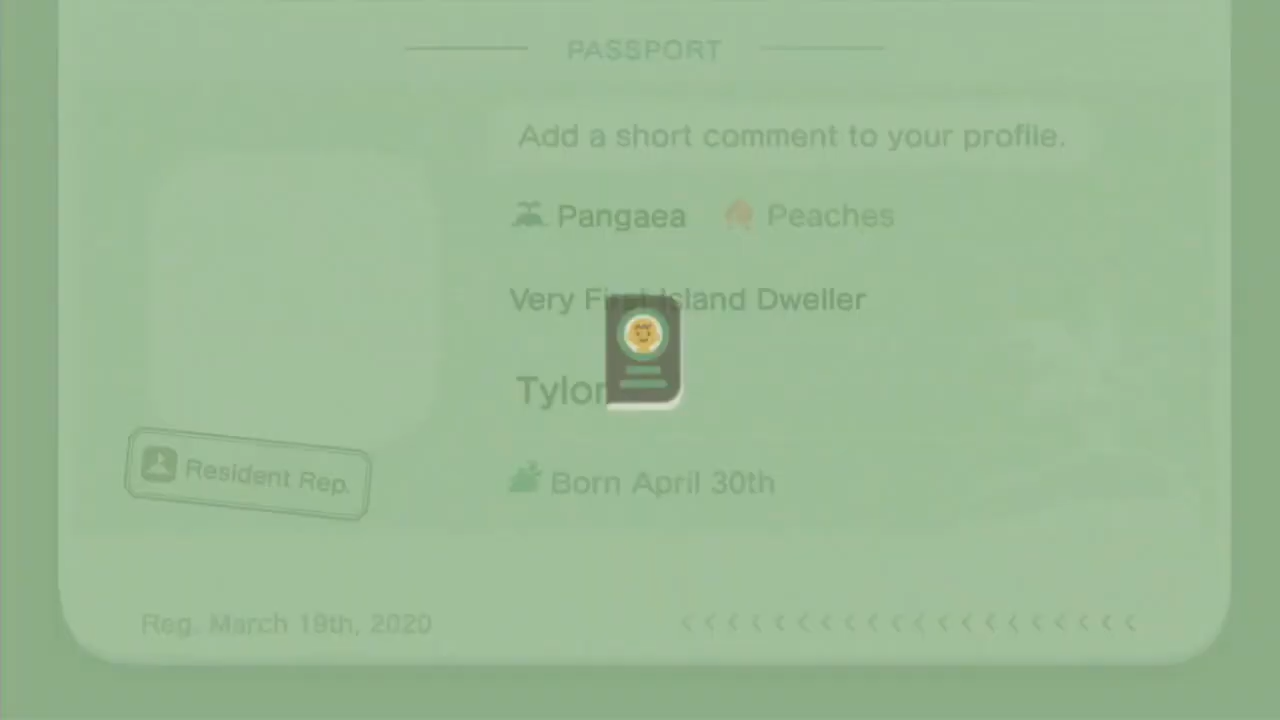 PASSPORT
Add a short comment to your profile.
Pangaea Peaches
Very First Island Dweller
Tylor
Born April 30th
Resident Rep.
Reg. March 19th, 2020